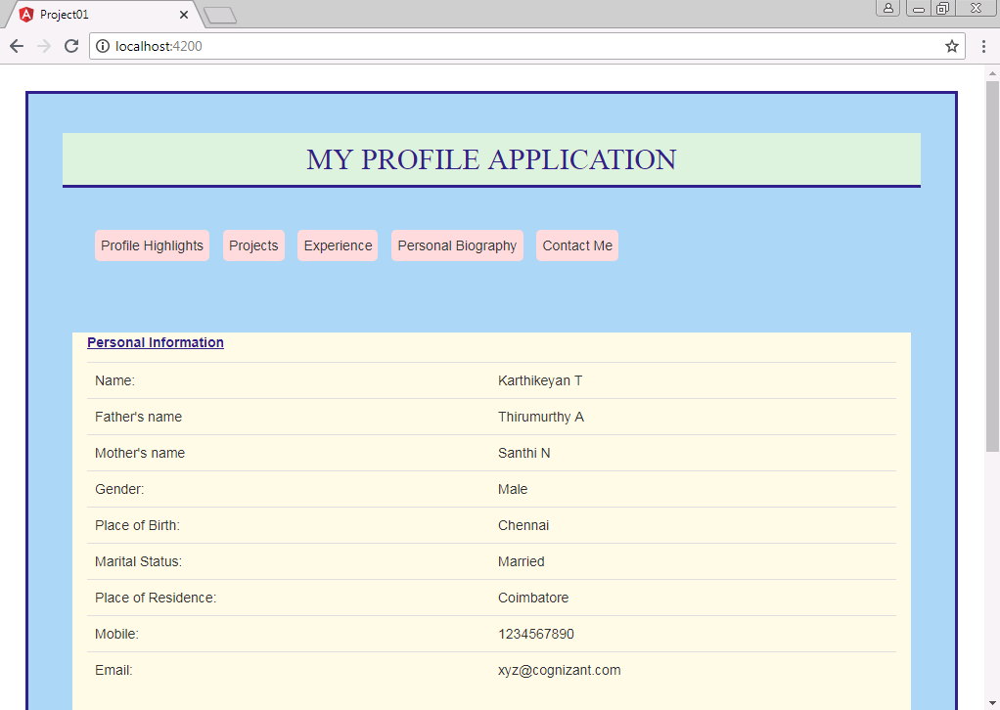 Project01
localhost:4200
MY PROFILE APPLICATION
Profile Highlights Projects Experience Personal Biography Contact Me
Personal Information
Name: Karthikeyan T
Father's name Thirumurthy A
Mother's name Santhi N
Gender: Male
Place of Birth: Chennai
Marital Status: Married
Place of Residence: Coimbatore
Mobile: 1234567890
Email: xyz@cognizant.com